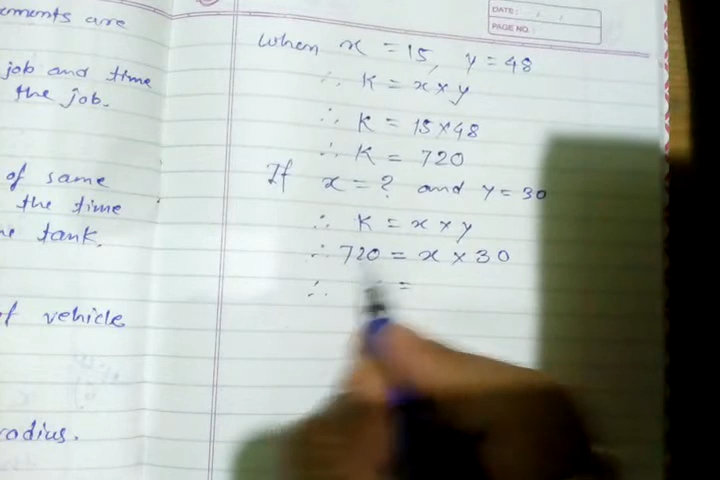 DATE:
PAGE NO.:
ements are
job and time
the job.
of same
the time
tank.
of vehicle
radius.
When x = 15, y = 48
∴ K = x × y
∴ K = 15 × 48
∴ K = 720
If x = ? and y = 30
∴ K = x × y
∴ 720 = x × 30
∴ =